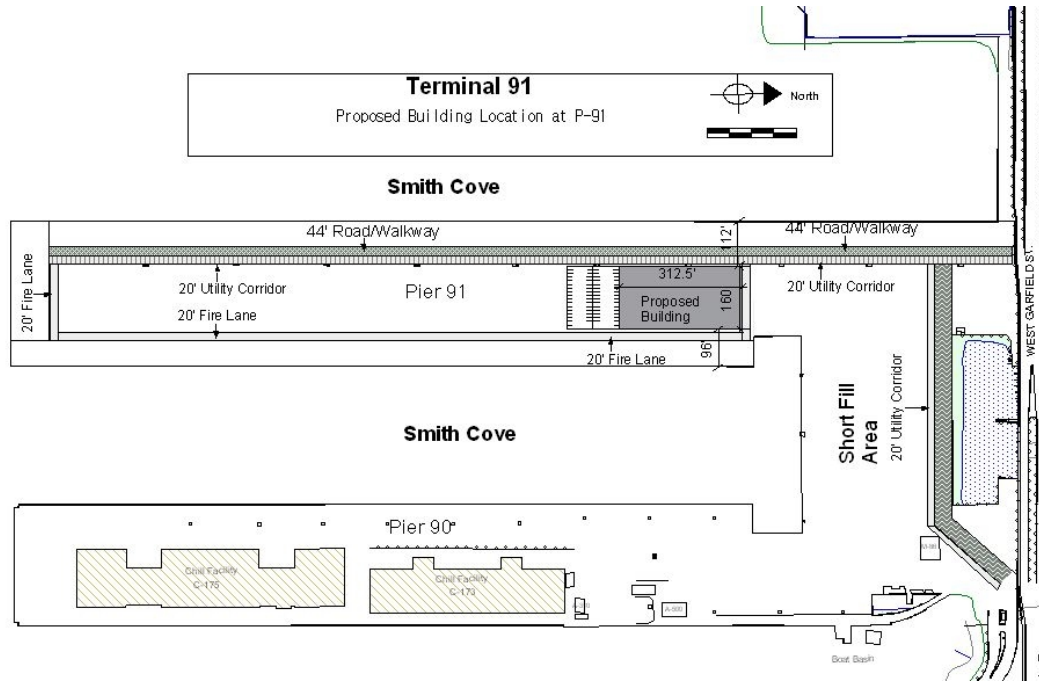 Terminal 91
Proposed Building Location at P-91
North
Smith Cove
44' Road/Walkway
112'
44' Road/Walkway
20' Fire Lane
20' Utility Corridor
Pier 91
312.5'
20' Utility Corridor
20' Fire Lane
Proposed
Building
160
96'
20' Fire Lane
WEST GARFIELD ST.
Smith Cove
Short Fill
Area
20' Utility Corridor
Pier 90
Chill Facility
C-175
Chill Facility
C-173
A-500
Boat Basin